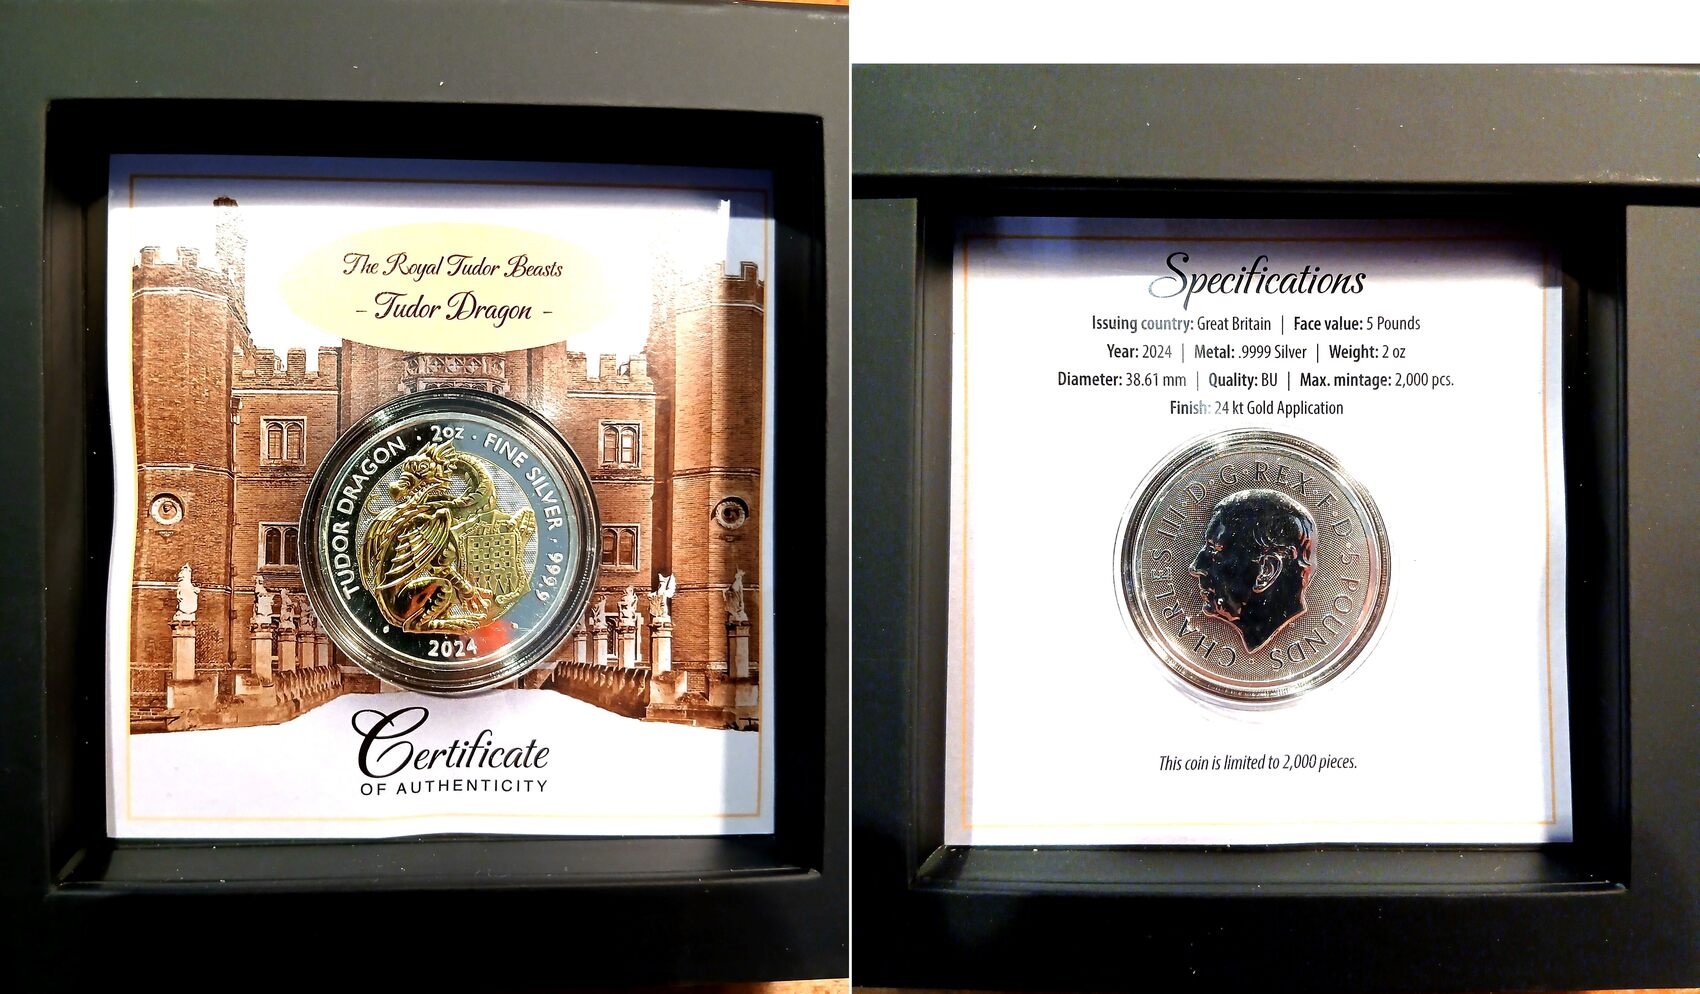 The Royal Tudor Beasts
- Tudor Dragon -
TUDOR DRAGON · 2oz · FINE SILVER · 999.9
2024
Certificate
OF AUTHENTICITY
Specifications
Issuing country: Great Britain | Face value: 5 Pounds
Year: 2024 | Metal: .9999 Silver | Weight: 2 oz
Diameter: 38.61 mm | Quality: BU | Max. mintage: 2,000 pcs.
Finish: 24 kt Gold Application
CHARLES III · D · G · REX · F · D · 5 POUNDS ·
This coin is limited to 2,000 pieces.